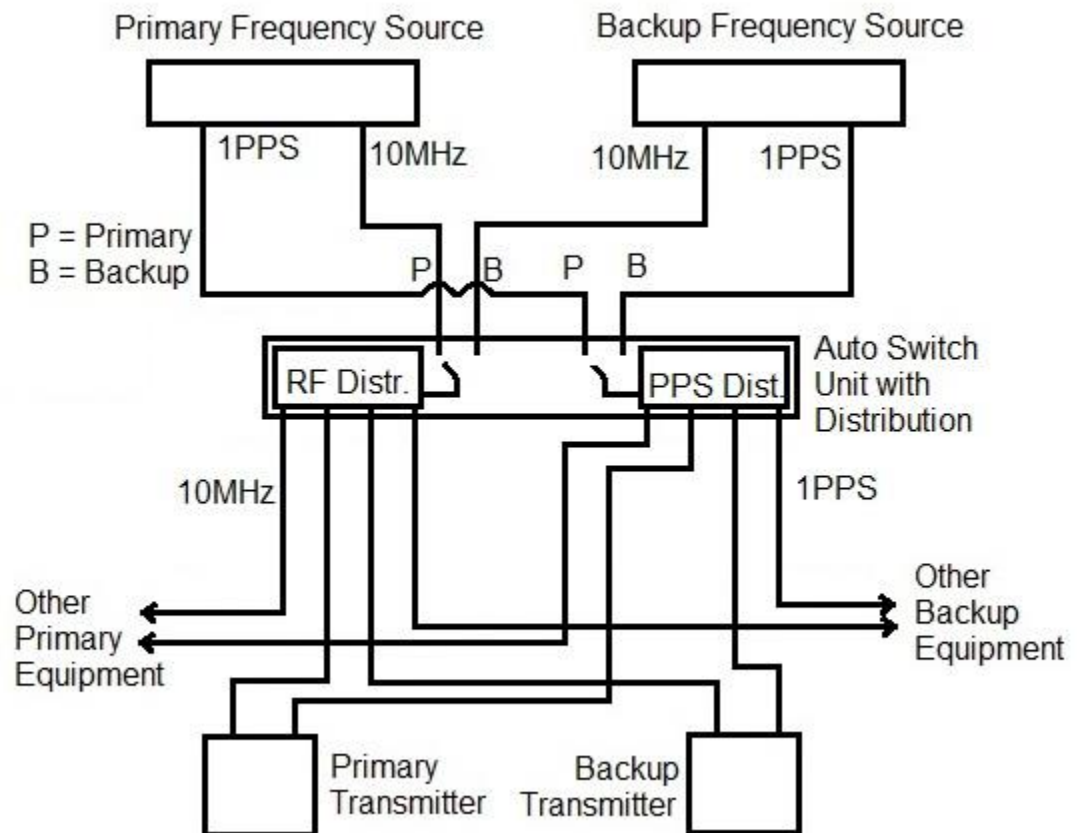 Primary Frequency Source
Backup Frequency Source
1PPS
10MHz
10MHz
1PPS
P = Primary
B = Backup
P
B
P
B
RF Distr.
PPS Dist.
Auto Switch
Unit with
Distribution
10MHz
1PPS
Other
Primary
Equipment
Other
Backup
Equipment
Primary
Transmitter
Backup
Transmitter